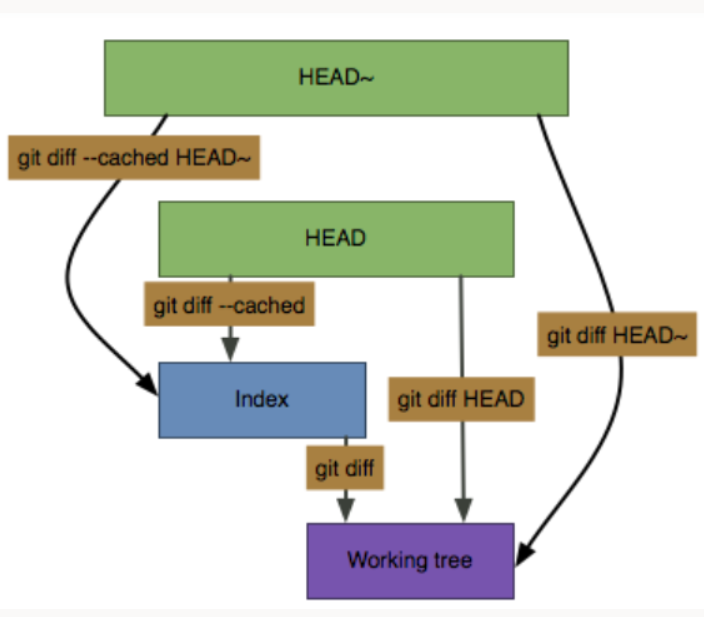 HEAD~
git diff --cached HEAD~
HEAD
git diff --cached
git diff HEAD~
Index
git diff HEAD
git diff
Working tree